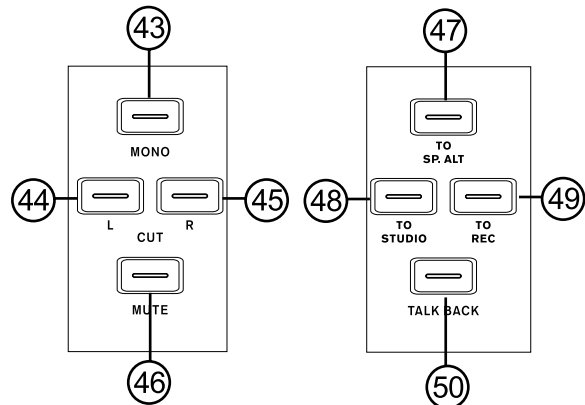 43
MONO
44
45
L
R
CUT
MUTE
46
47
TO
SP. ALT
48
49
TO
STUDIO
TO
REC
TALK BACK
50